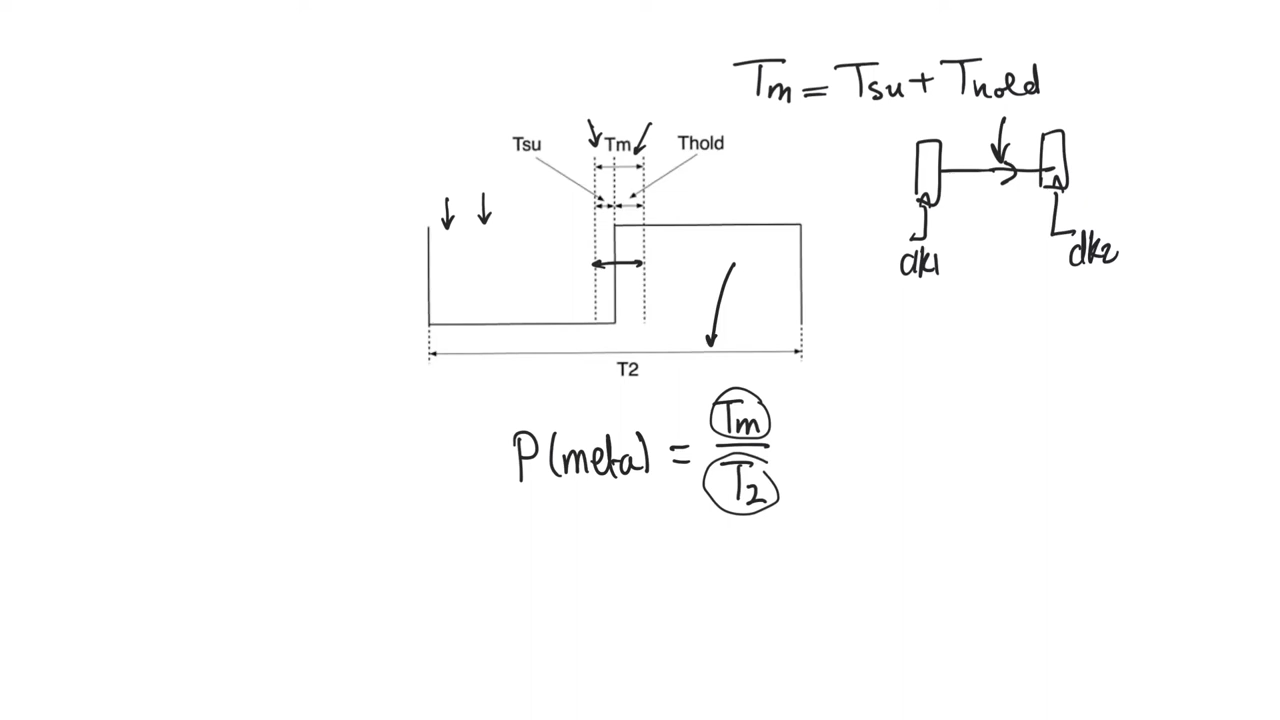 Tm = Tsu + Thold
Tsu Tm Thold
clk1 clk2
T2
P(meta) = Tm / T2